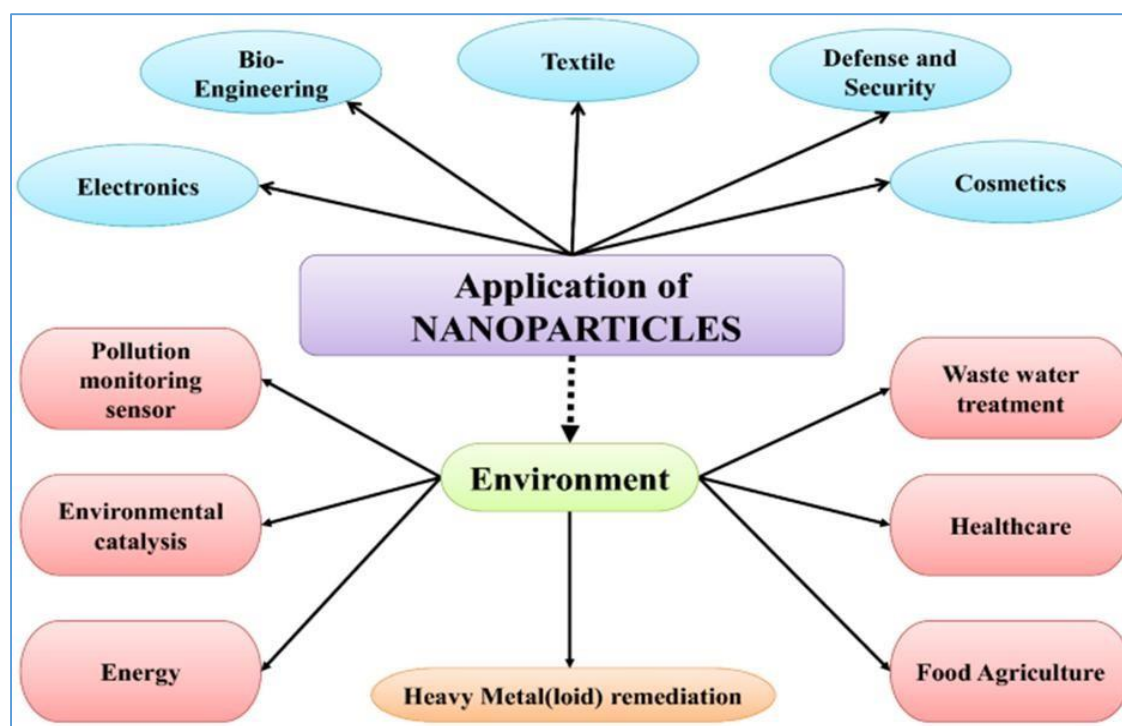 Bio-
Engineering
Textile
Defense and
Security
Electronics
Cosmetics
Application of
NANOPARTICLES
Pollution
monitoring
sensor
Waste water
treatment
Environment
Environmental
catalysis
Healthcare
Energy
Heavy Metal(loid) remediation
Food Agriculture